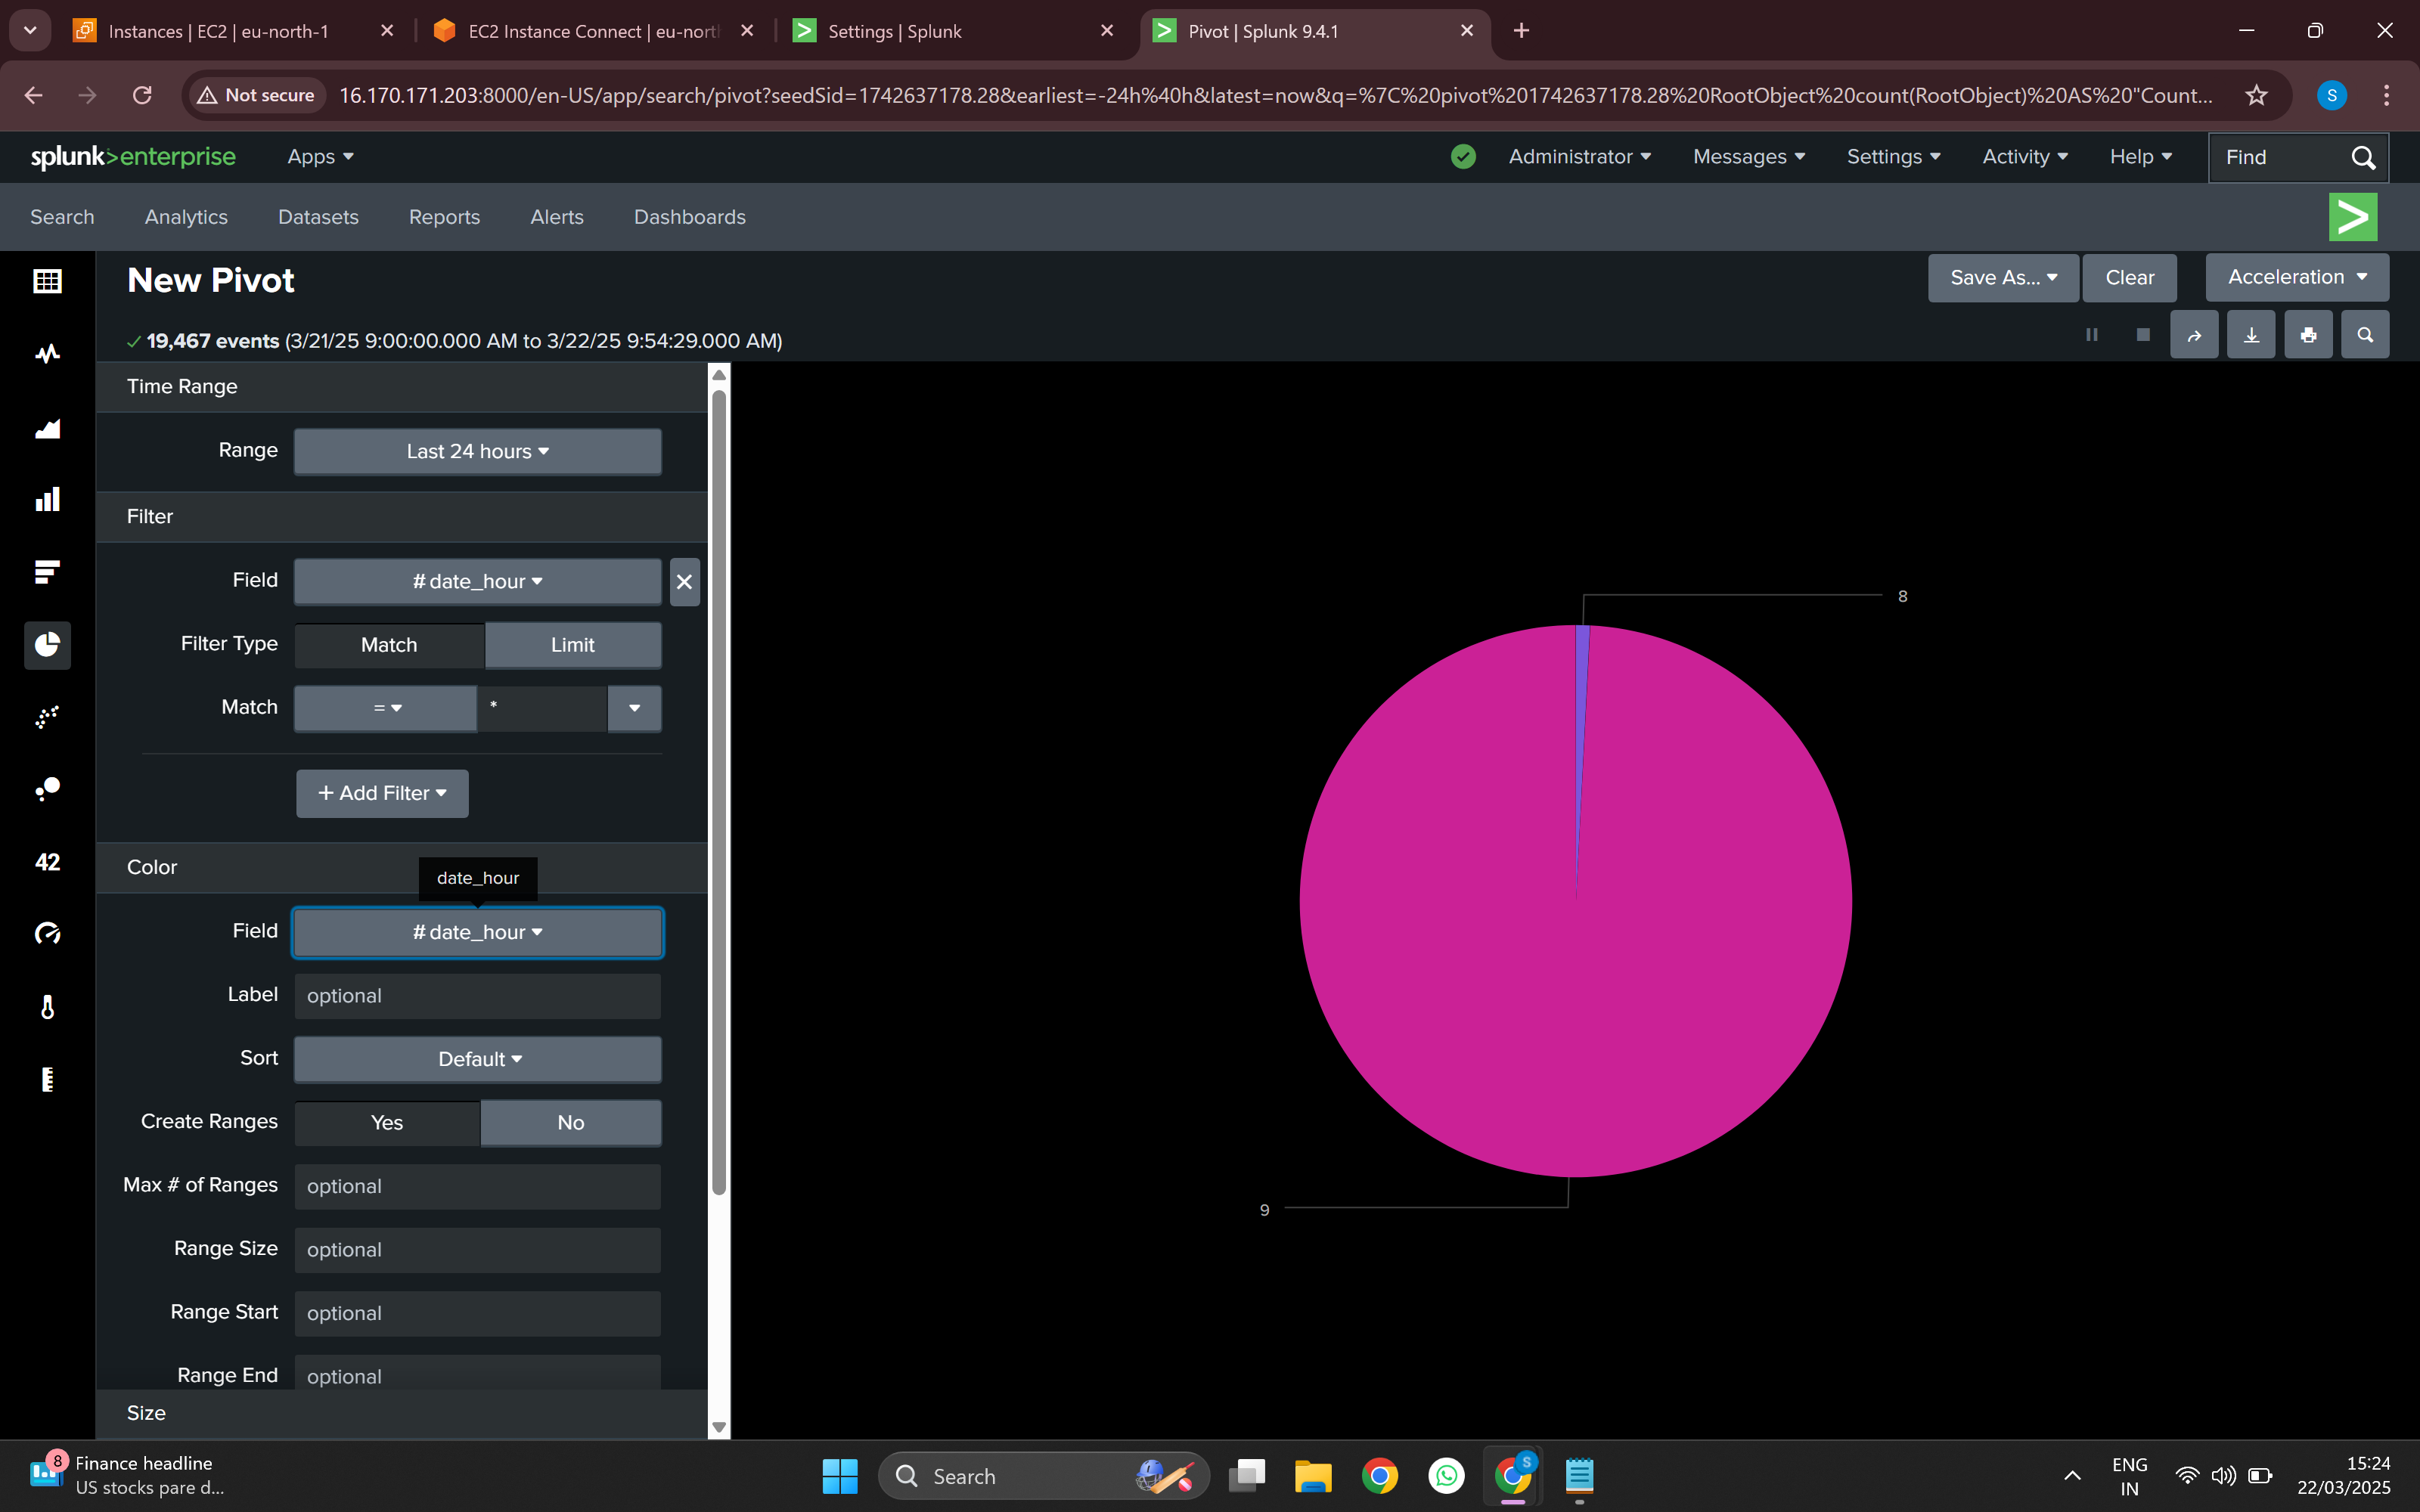 Instances | EC2 | eu-north-1
EC2 Instance Connect | eu-nort
Settings | Splunk
Pivot | Splunk 9.4.1
Not secure
16.170.171.203:8000/en-US/app/search/pivot?seedSid=1742637178.28&earliest=-24h%40h&latest=now&q=%7C%20pivot%201742637178.28%20RootObject%20count(RootObject)%20AS%20"Count...
S
splunk>enterprise
Apps
Administrator
Messages
Settings
Activity
Help
Find
Search
Analytics
Datasets
Reports
Alerts
Dashboards
New Pivot
Save As...
Clear
Acceleration
19,467 events (3/21/25 9:00:00.000 AM to 3/22/25 9:54:29.000 AM)
Time Range
Range
Last 24 hours
Filter
Field
# date_hour
Filter Type
Match
Limit
Match
=
*
+ Add Filter
42
Color
date_hour
Field
# date_hour
Label
optional
Sort
Default
Create Ranges
Yes
No
Max # of Ranges
optional
Range Size
optional
Range Start
optional
Range End
optional
Size
8
9
8
Finance headline
US stocks pare d...
Search
S
ENG
IN
15:24
22/03/2025